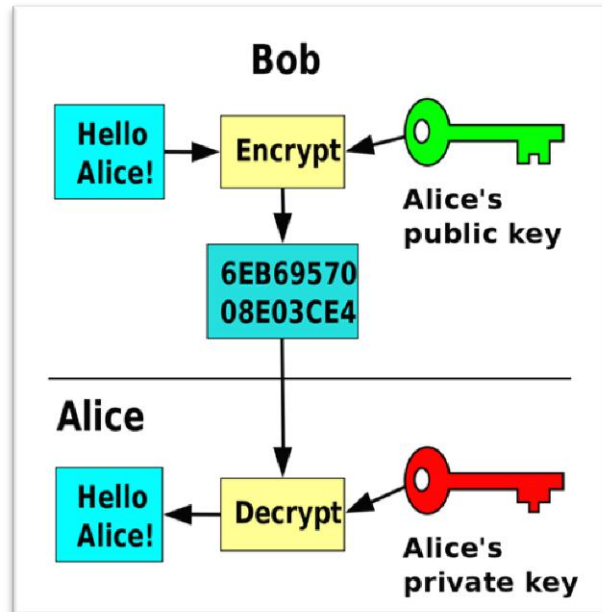 Bob
Hello
Alice!
Encrypt
Alice's
public key
6EB69570
08E03CE4
Alice
Hello
Alice!
Decrypt
Alice's
private key